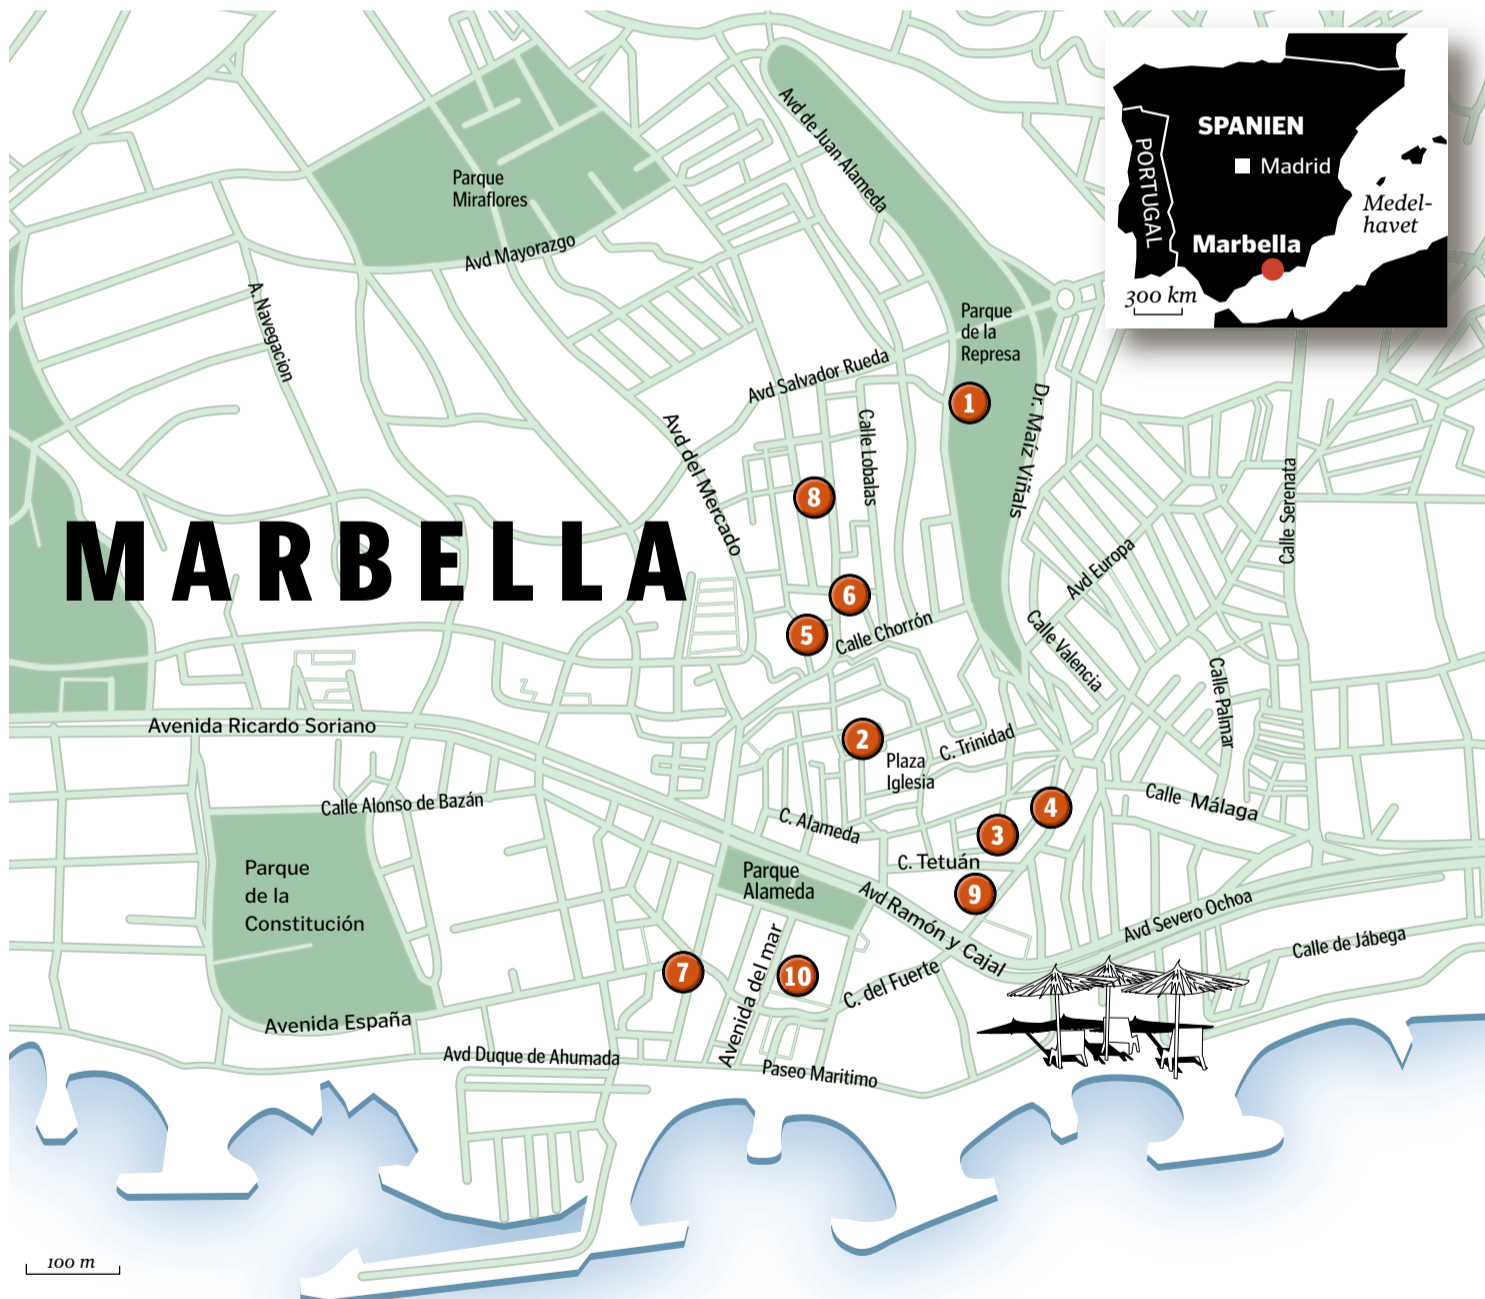 Avd de Juan Alameda
SPANIEN
Madrid
PORTUGAL
Medel-
havet
Marbella
300 km
Parque
Miraflores
Avd Mayorazgo
A. Navegacion
Parque
de la
Represa
Avd Salvador Rueda
1
Dr. Maíz Viñals
Calle Lobalas
Avd del Mercado
8
Calle Serenata
MARBELLA
Avd Europa
6
5
Calle Chorrón
Calle Valencia
Calle Palmar
Avenida Ricardo Soriano
2
Plaza
Iglesia
C. Trinidad
Calle Alonso de Bazán
C. Alameda
4
3
Calle Málaga
Parque
de la
Constitución
Parque
Alameda
C. Tetuán
9
Avd Ramón y Cajal
Avd Severo Ochoa
Calle de Jábega
7
Avenida del mar
10
C. del Fuerte
Avenida España
Avd Duque de Ahumada
Paseo Maritimo
100 m